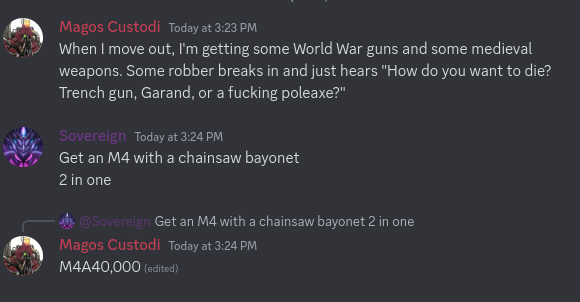 Magos Custodi Today at 3:23 PM
When I move out, I'm getting some World War guns and some medieval
weapons. Some robber breaks in and just hears "How do you want to die?
Trench gun, Garand, or a fucking poleaxe?"
Sovereign Today at 3:24 PM
Get an M4 with a chainsaw bayonet
2 in one
@Sovereign Get an M4 with a chainsaw bayonet 2 in one
Magos Custodi Today at 3:24 PM
M4A40,000 (edited)